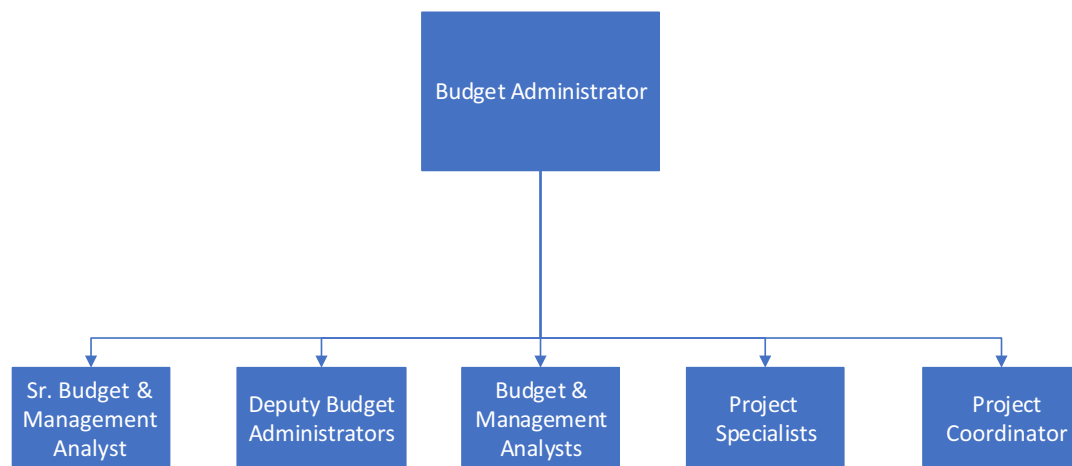 Budget Administrator
Sr. Budget &
Management
Analyst
Deputy Budget
Administrators
Budget &
Management
Analysts
Project
Specialists
Project
Coordinator